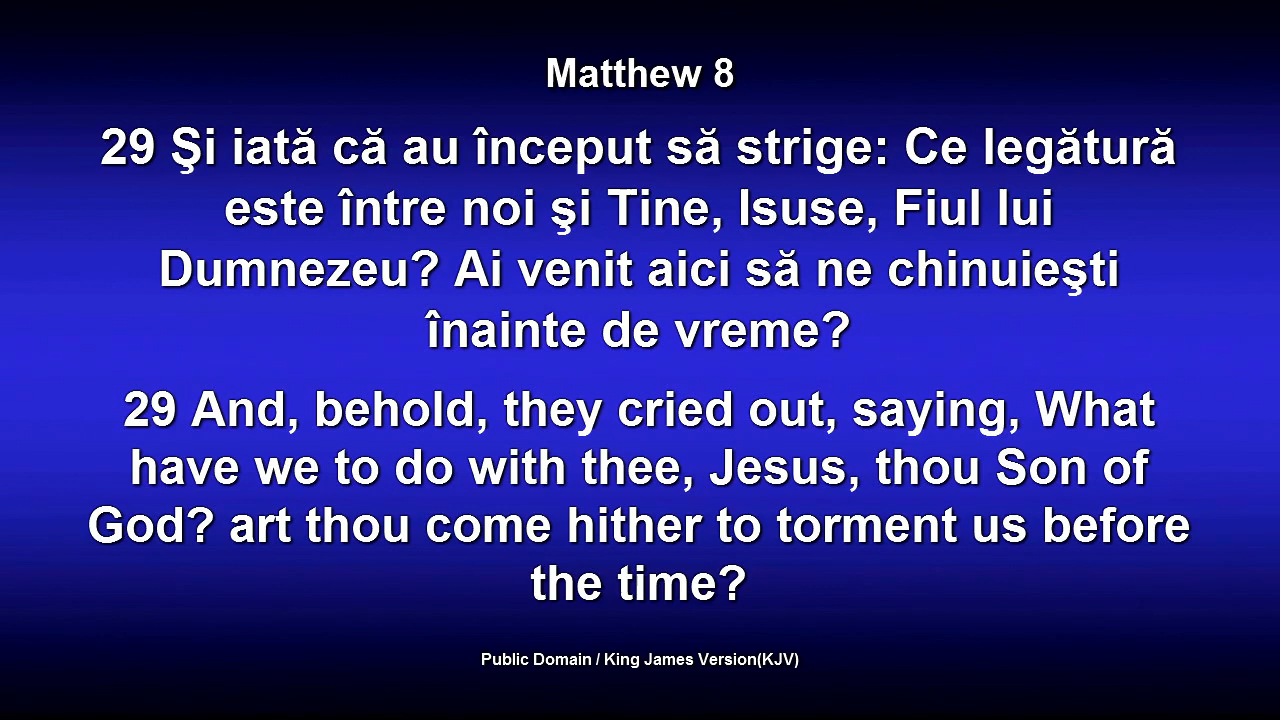 Matthew 8
29 Şi iată că au început să strige: Ce legătură
este între noi şi Tine, Isuse, Fiul lui
Dumnezeu? Ai venit aici să ne chinuieşti
înainte de vreme?
29 And, behold, they cried out, saying, What
have we to do with thee, Jesus, thou Son of
God? art thou come hither to torment us before
the time?
Public Domain / King James Version(KJV)